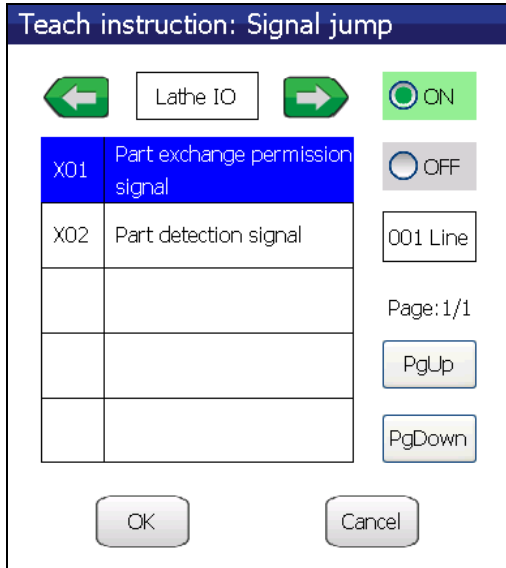 Teach instruction: Signal jump
Lathe IO
ON
X01
Part exchange permission
signal
OFF
X02
Part detection signal
001 Line
Page:1/1
PgUp
PgDown
OK
Cancel